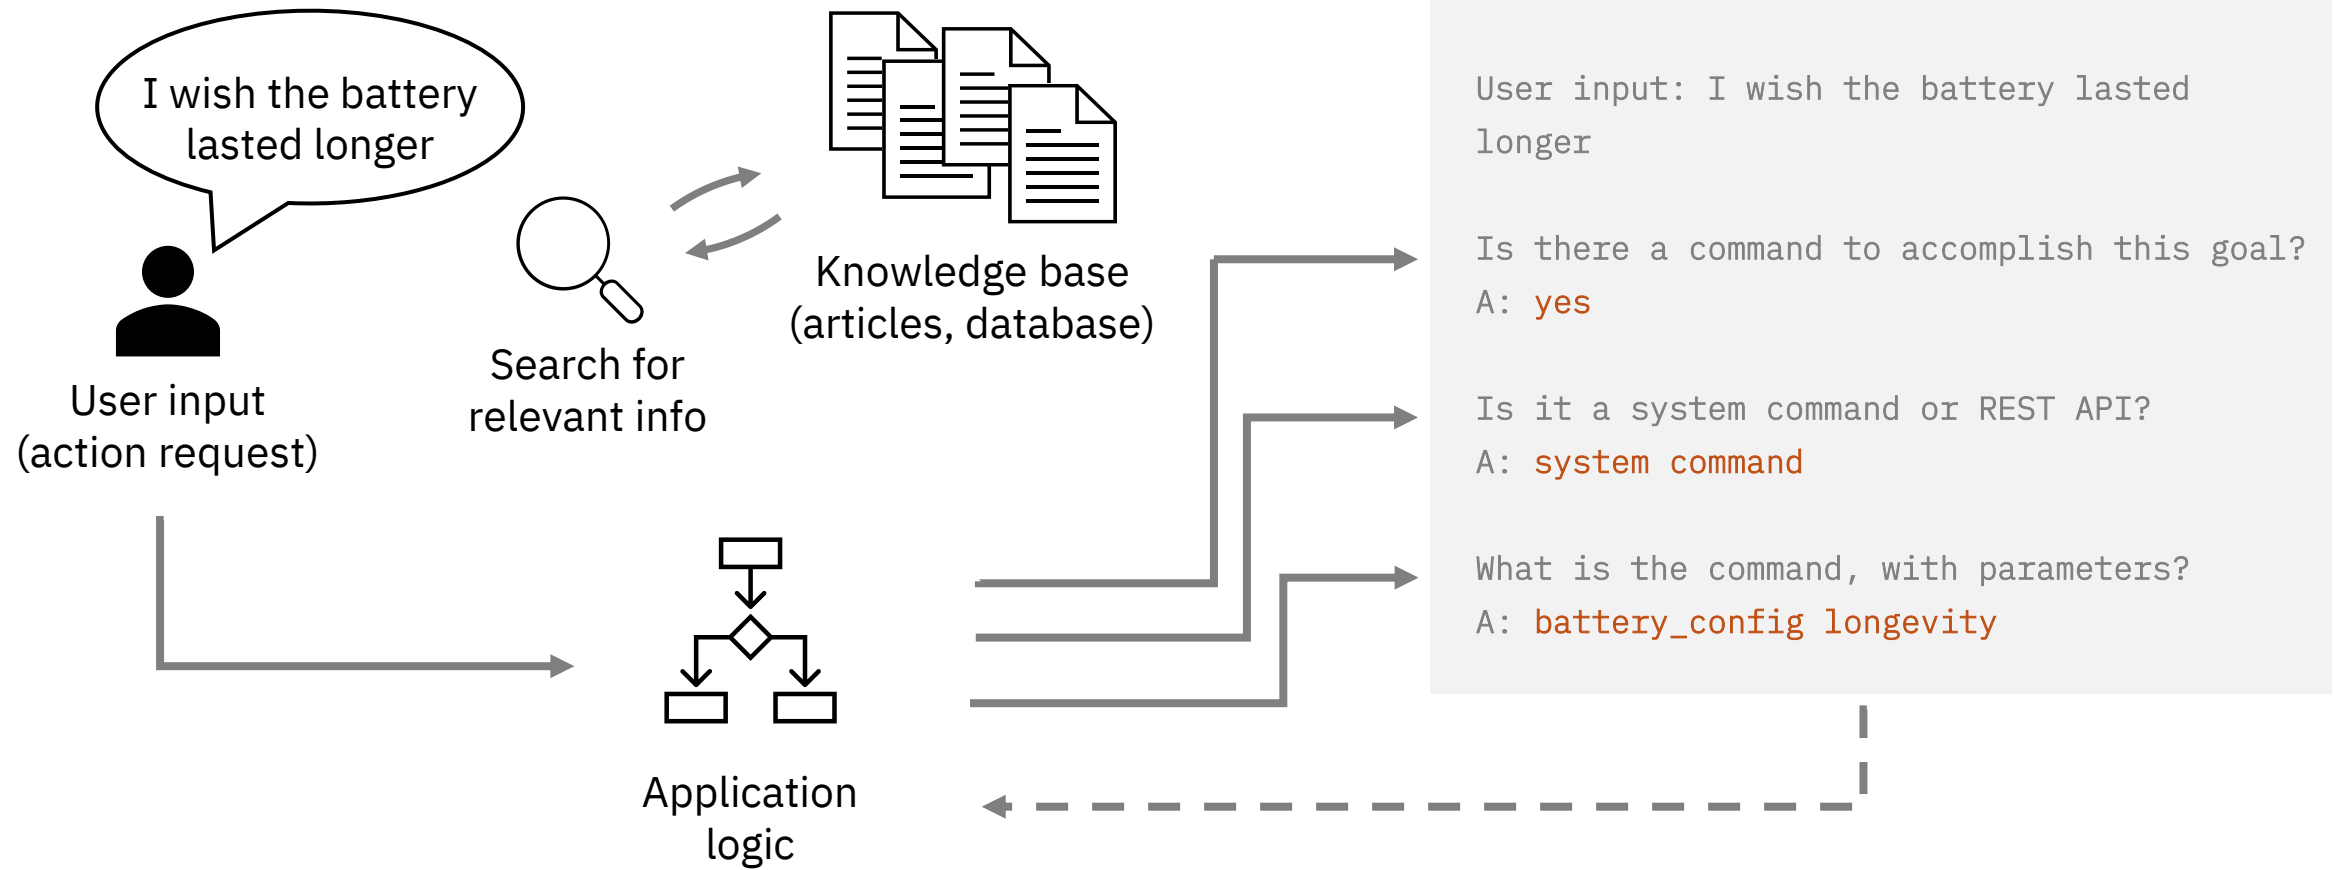 I wish the battery
lasted longer
User input
(action request)
Search for
relevant info
Knowledge base
(articles, database)
Application
logic
User input: I wish the battery lasted
longer
Is there a command to accomplish this goal?
A: yes
Is it a system command or REST API?
A: system command
What is the command, with parameters?
A: battery_config longevity